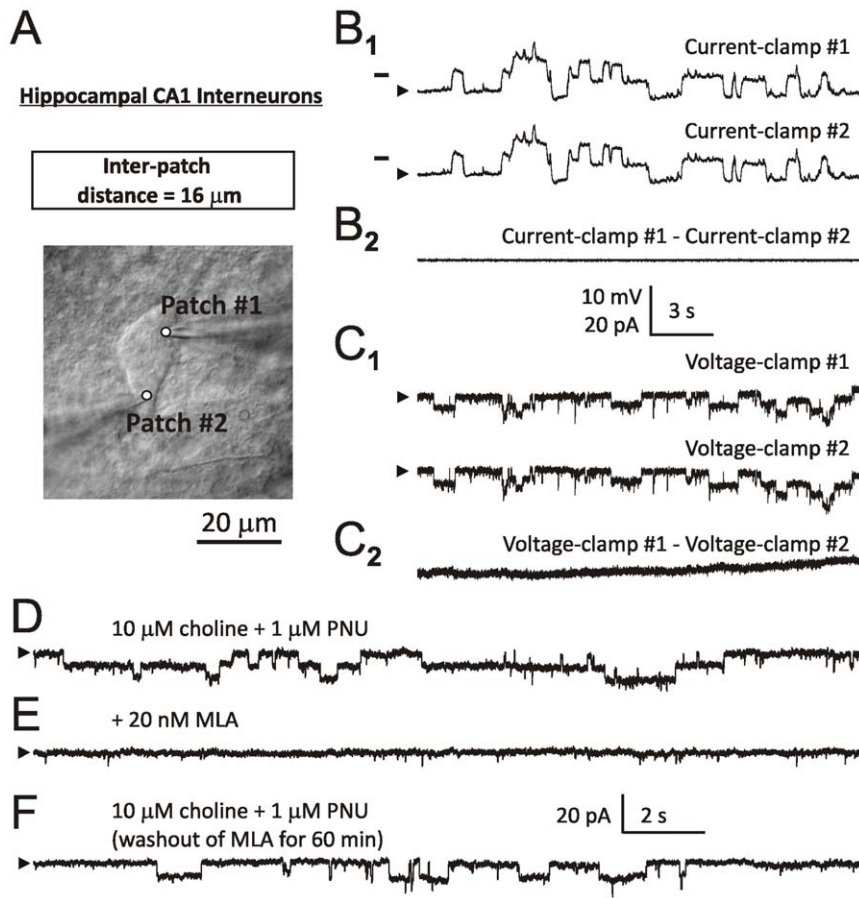 A
Hippocampal CA1 Interneurons
Inter-patch
distance = 16 μm
Patch #1
Patch #2
20 μm
B1
Current-clamp #1
Current-clamp #2
B2
Current-clamp #1 - Current-clamp #2
10 mV
20 pA
3 s
C1
Voltage-clamp #1
Voltage-clamp #2
C2
Voltage-clamp #1 - Voltage-clamp #2
D
10 μM choline + 1 μM PNU
E
+ 20 nM MLA
F
10 μM choline + 1 μM PNU
(washout of MLA for 60 min)
20 pA
2 s